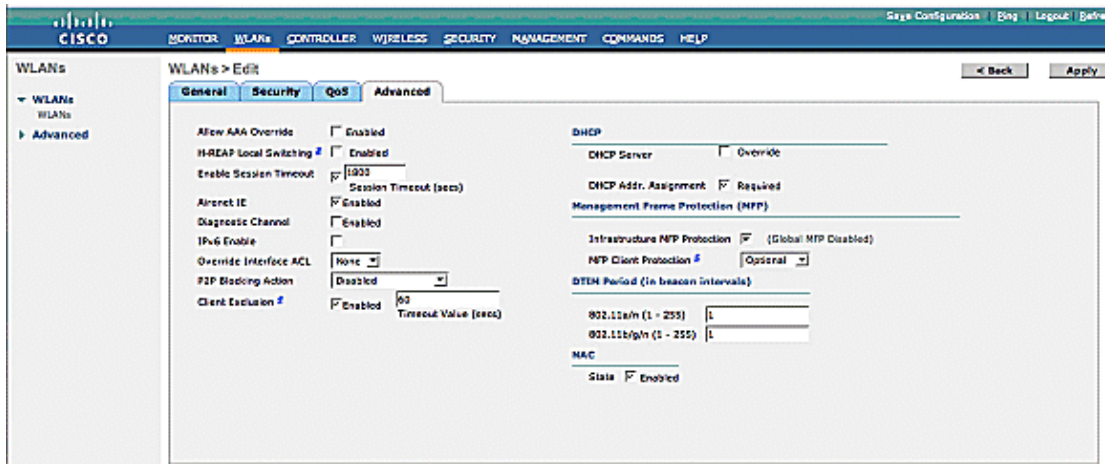 Save Configuration | Ping | Logout | Refre
CISCO
MONITOR WLANs CONTROLLER WIRELESS SECURITY MANAGEMENT COMMANDS HELP
WLANs
WLANs
WLANs
Advanced
WLANs > Edit
< Back
Apply
General
Security
QoS
Advanced
Allow AAA Override Enabled
H-REAP Local Switching 2 Enabled
Enable Session Timeout 1800
Session Timeout (secs)
Aironet IE Enabled
Diagnostic Channel Enabled
IPv6 Enable
Override Interface ACL None
P2P Blocking Action Disabled
Client Exclusion Enabled 60
Timeout Value (secs)
DHCP
DHCP Server Override
DHCP Addr. Assignment Required
Management Frame Protection (MFP)
Infrastructure MFP Protection (Global MFP Disabled)
MFP Client Protection Optional
DTIM Period (in beacon intervals)
802.11a/n (1 - 255) 1
802.11b/g/n (1 - 255) 1
NAC
State Enabled